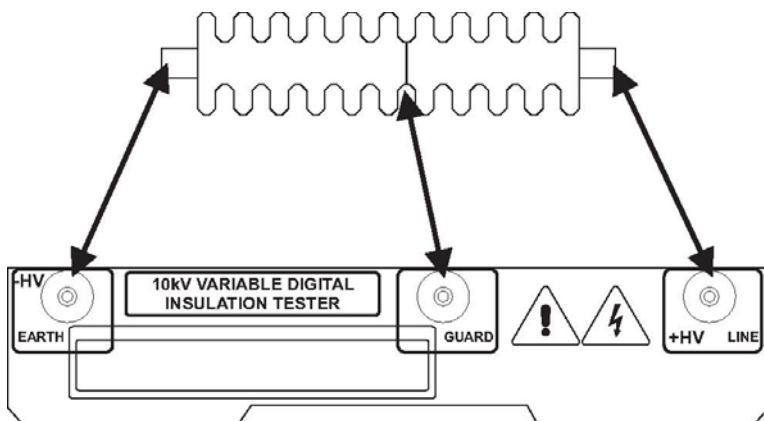 -HV
EARTH
10kV VARIABLE DIGITAL
INSULATION TESTER
GUARD
+HV LINE